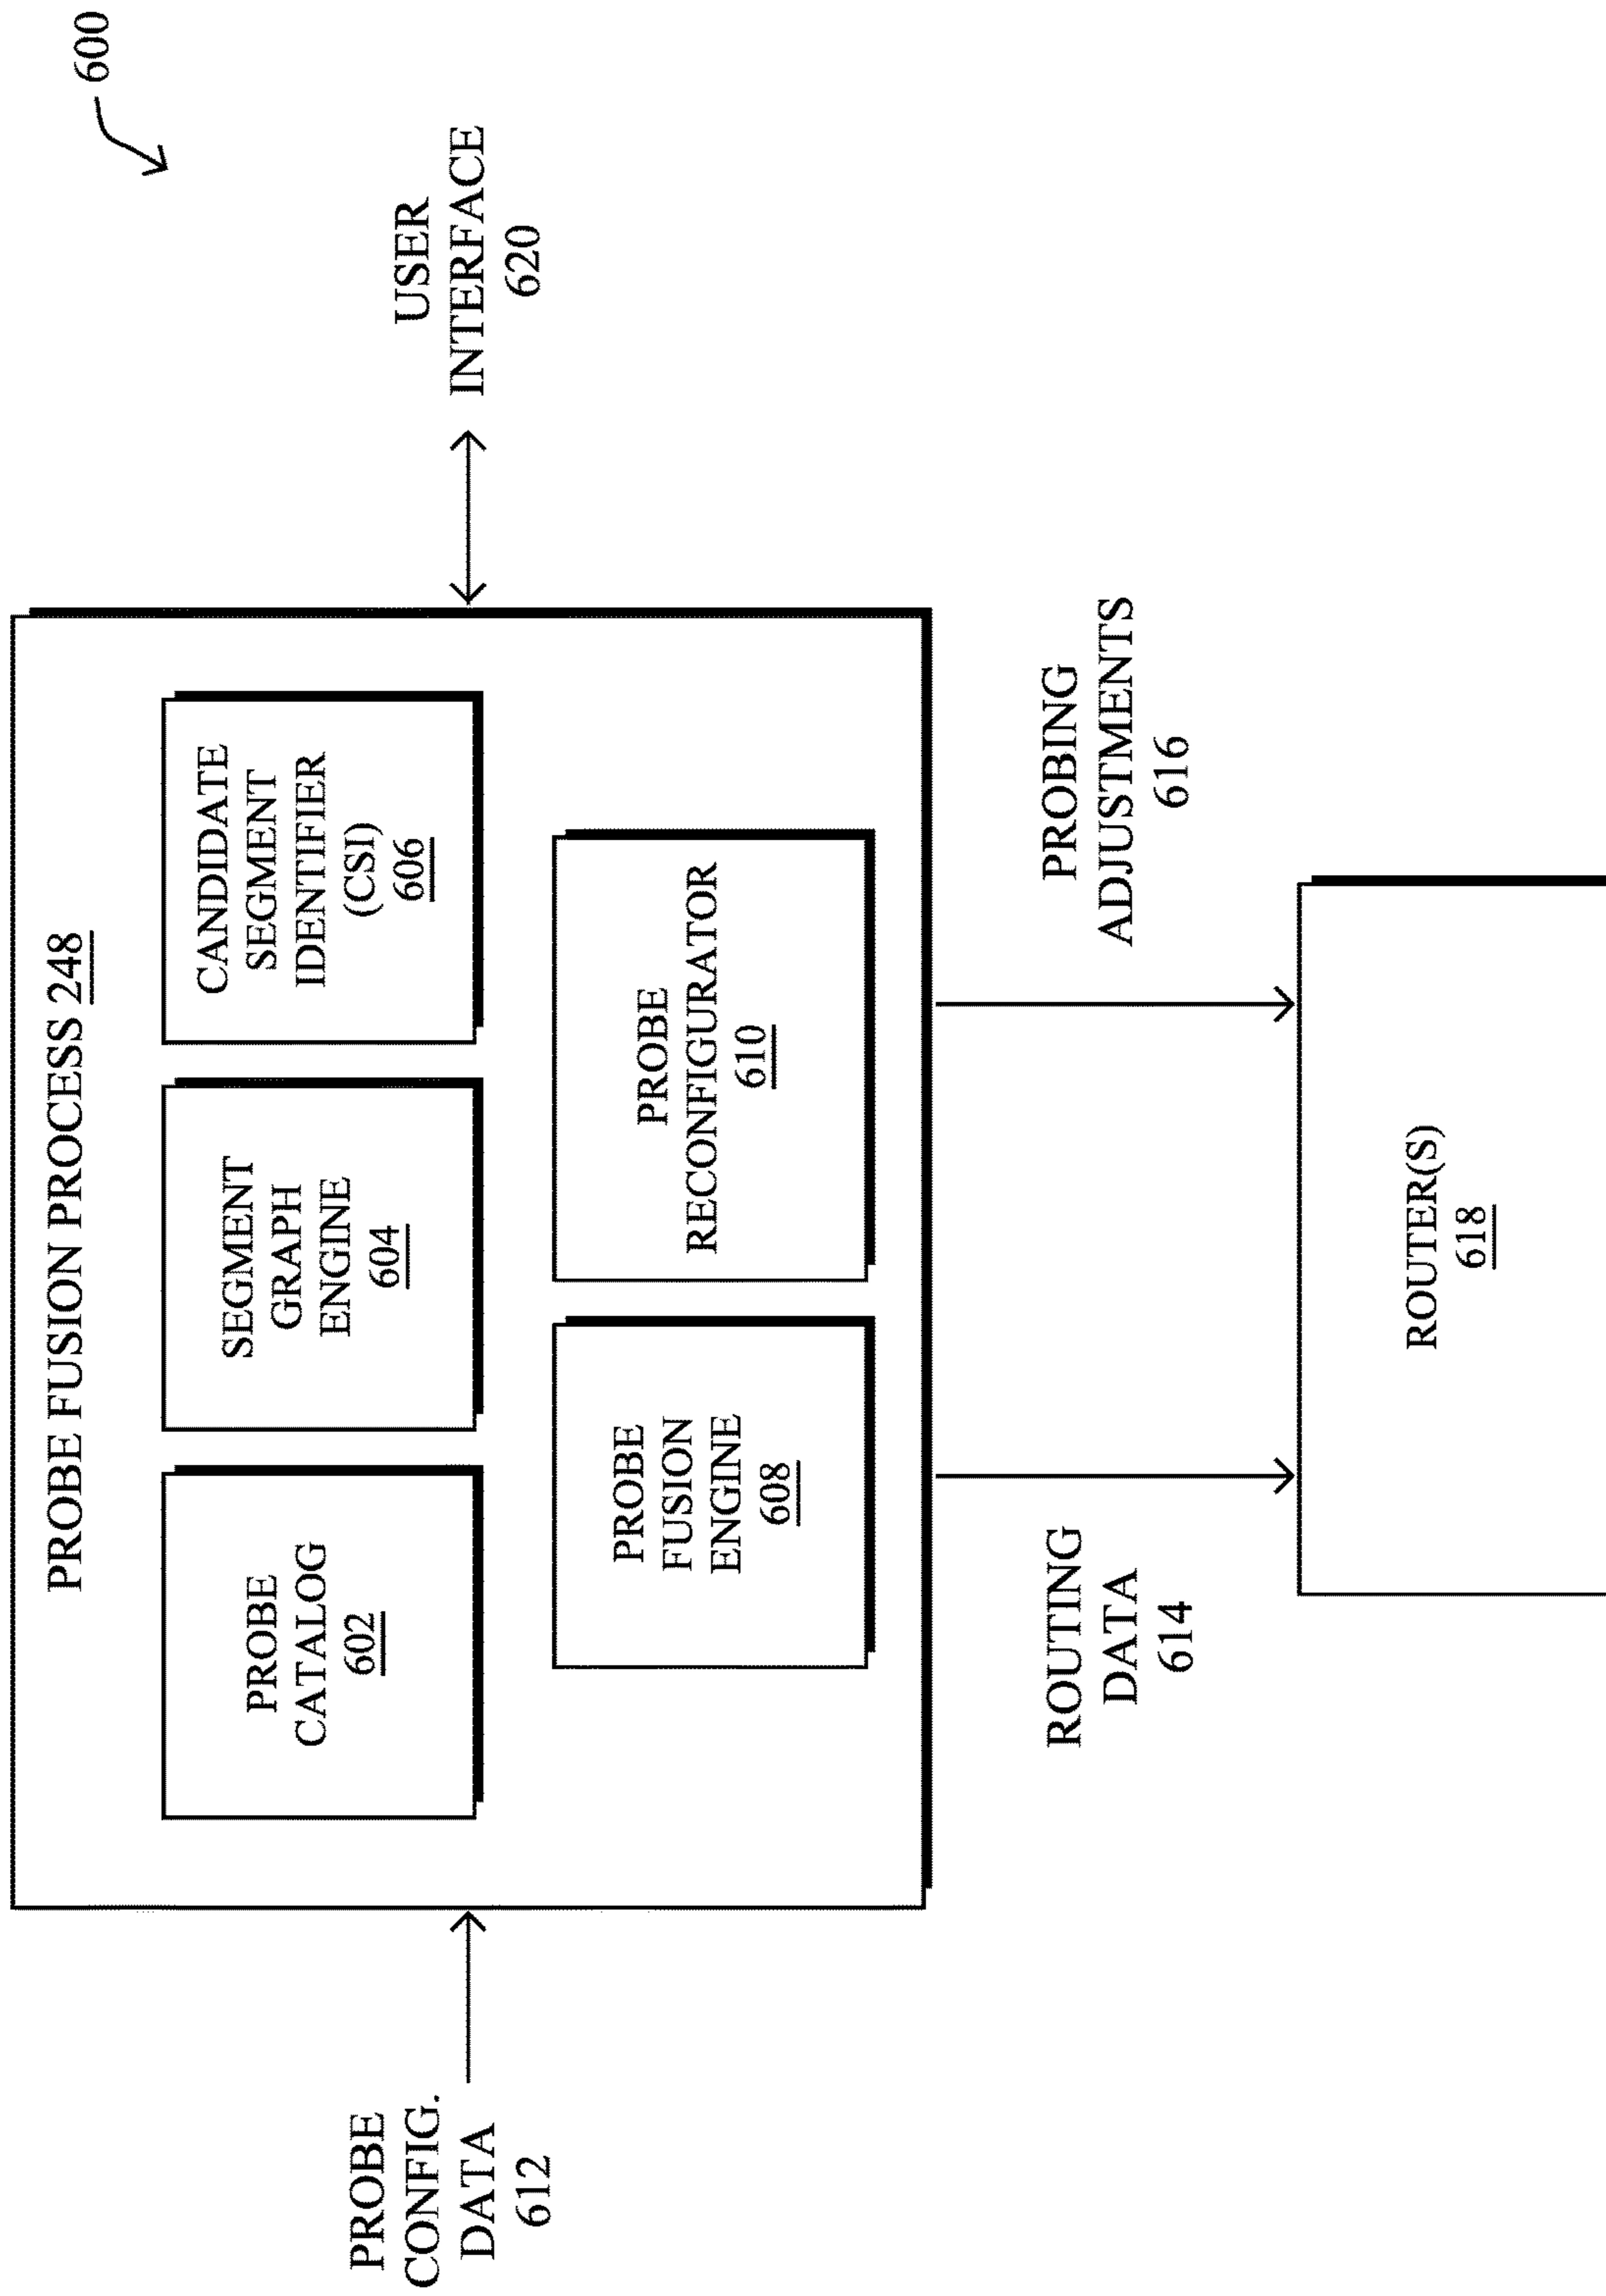 600
PROBE FUSION PROCESS 248
PROBE
CATALOG
602
SEGMENT
GRAPH
ENGINE
604
CANDIDATE
SEGMENT
IDENTIFIER
(CSI)
606
PROBE
FUSION
ENGINE
608
PROBE
RECONFIGURATOR
610
PROBE
CONFIG.
DATA
612
USER
INTERFACE
620
ROUTING
DATA
614
PROBING
ADJUSTMENTS
616
ROUTER(S)
618